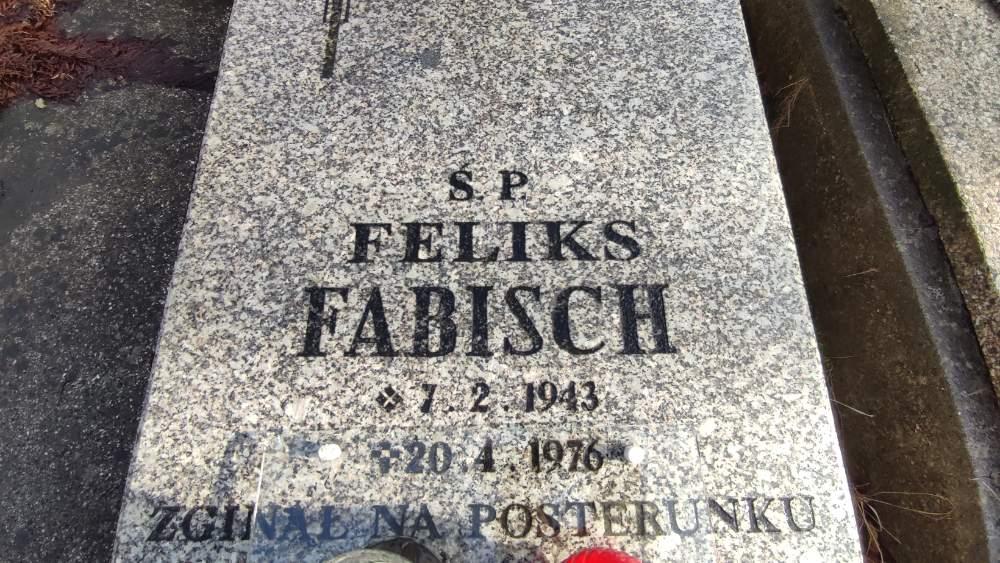 Ś.P.
FELIKS
FABISCH
7.2.1943
20.4.1976
ZGINĄŁ NA POSTERUNKU